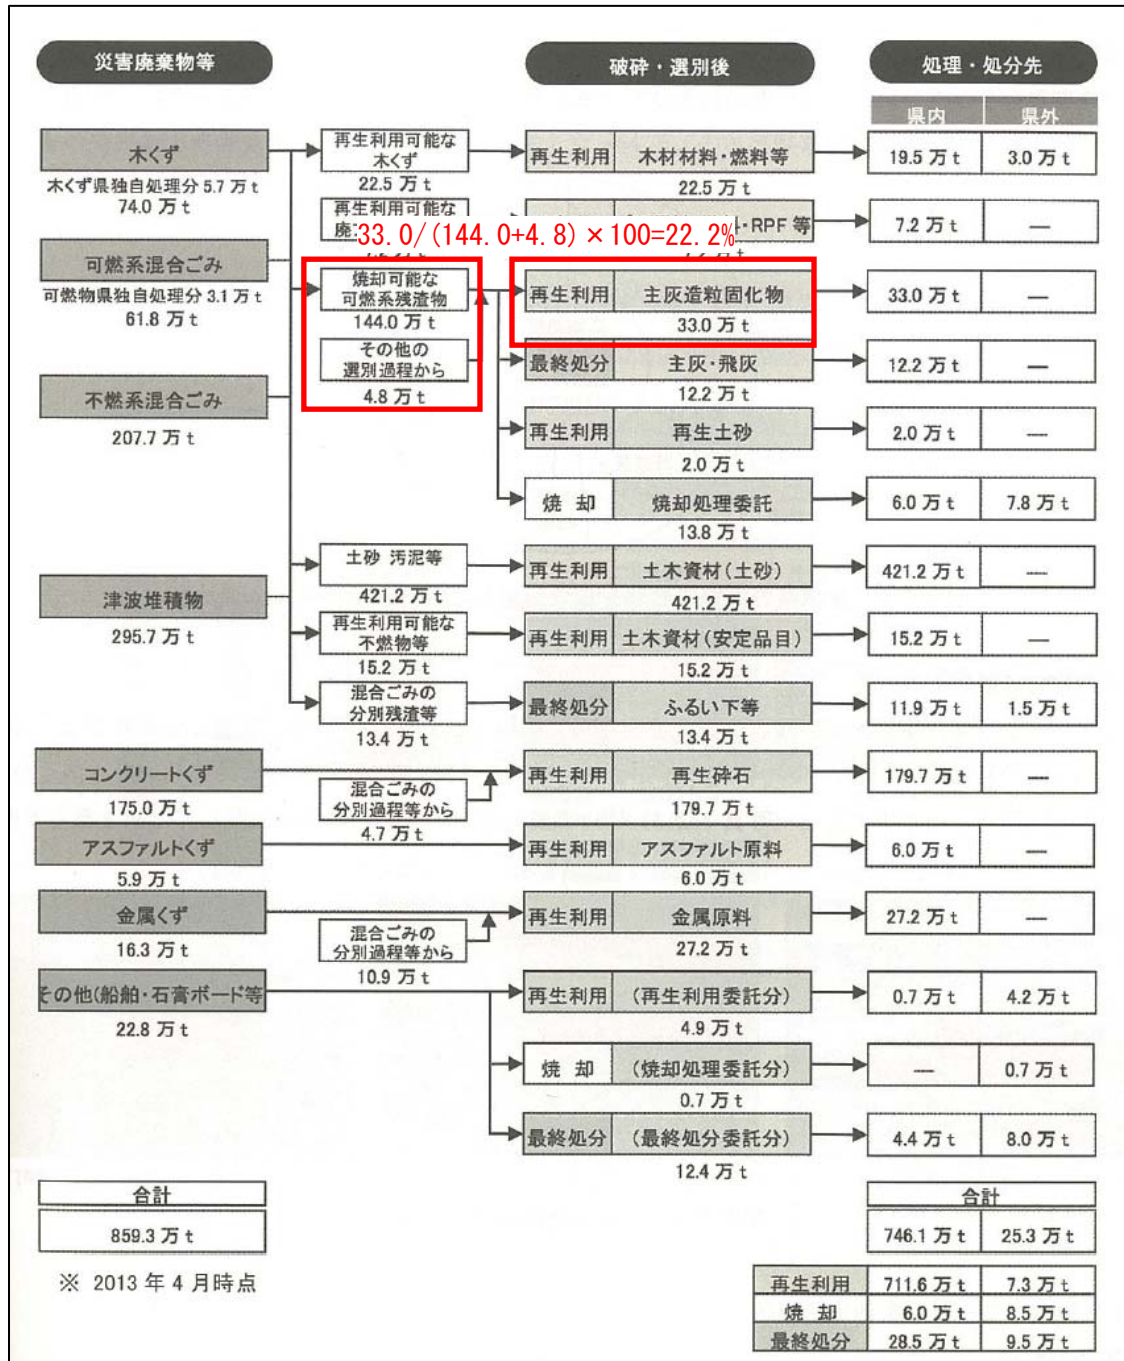 災害廃棄物等
破砕・選別後
処理・処分先
県内 県外
木くず
木くず県独自処理分 5.7 万 t
74.0 万 t
再生利用可能な
木くず
22.5 万 t
再生利用 木材材料・燃料等
22.5 万 t
19.5 万 t 3.0 万 t
再生利用可能な
廃
33.0/(144.0+4.8)×100=22.2%
・RPF 等
7.2 万 t —
可燃系混合ごみ
可燃物県独自処理分 3.1 万 t
61.8 万 t
焼却可能な
可燃系残渣物
144.0 万 t
再生利用 主灰造粒固化物
33.0 万 t
33.0 万 t —
その他の
選別過程から
4.8 万 t
最終処分 主灰・飛灰
12.2 万 t
12.2 万 t —
不燃系混合ごみ
207.7 万 t
再生利用 再生土砂
2.0 万 t
2.0 万 t —
焼 却 焼却処理委託
13.8 万 t
6.0 万 t 7.8 万 t
津波堆積物
295.7 万 t
土砂 汚泥等
421.2 万 t
再生利用 土木資材(土砂)
421.2 万 t
421.2 万 t —
再生利用可能な
不燃物等
15.2 万 t
再生利用 土木資材(安定品目)
15.2 万 t
15.2 万 t —
混合ごみの
分別残渣等
13.4 万 t
最終処分 ふるい下等
13.4 万 t
11.9 万 t 1.5 万 t
コンクリートくず
175.0 万 t
混合ごみの
分別過程等から
4.7 万 t
再生利用 再生砕石
179.7 万 t
179.7 万 t —
アスファルトくず
5.9 万 t
再生利用 アスファルト原料
6.0 万 t
6.0 万 t —
金属くず
16.3 万 t
混合ごみの
分別過程等から
10.9 万 t
再生利用 金属原料
27.2 万 t
27.2 万 t —
その他(船舶・石膏ボード等
22.8 万 t
再生利用 (再生利用委託分)
4.9 万 t
0.7 万 t 4.2 万 t
焼 却 (焼却処理委託分)
0.7 万 t
— 0.7 万 t
最終処分 (最終処分委託分)
12.4 万 t
4.4 万 t 8.0 万 t
合計
859.3 万 t
合計
746.1 万 t 25.3 万 t
※ 2013 年 4 月時点
再生利用 711.6 万 t 7.3 万 t
焼 却 6.0 万 t 8.5 万 t
最終処分 28.5 万 t 9.5 万 t